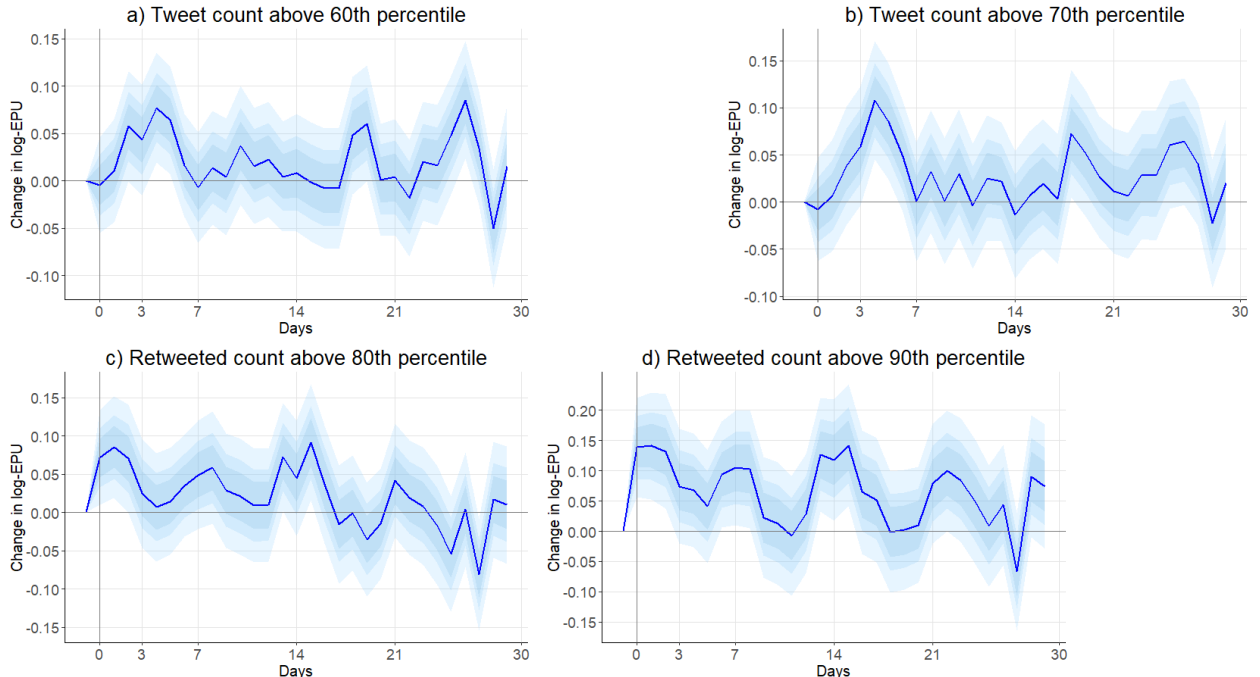 a) Tweet count above 60th percentile
Change in log-EPU
0.15
0.10
0.05
0.00
-0.05
-0.10
0 3 7 14 21 30
Days
b) Tweet count above 70th percentile
Change in log-EPU
0.15
0.10
0.05
0.00
-0.05
-0.10
0 7 14 21 30
Days
c) Retweeted count above 80th percentile
Change in log-EPU
0.15
0.10
0.05
0.00
-0.05
-0.10
-0.15
0 3 7 14 21 30
Days
d) Retweeted count above 90th percentile
Change in log-EPU
0.20
0.15
0.10
0.05
0.00
-0.05
-0.10
-0.15
0 3 7 14 21 30
Days